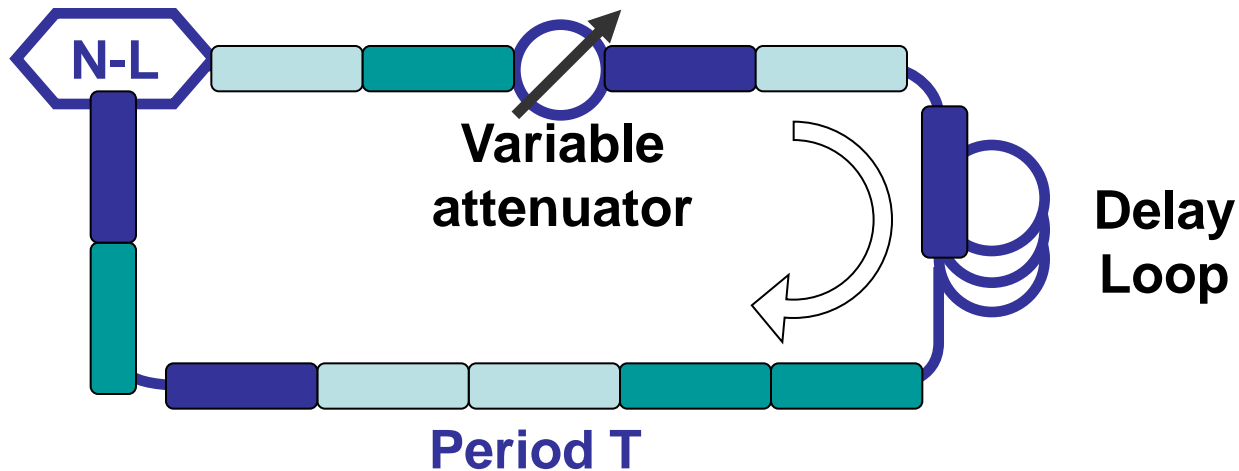 N-L
Variable
attenuator
Delay
Loop
Period T